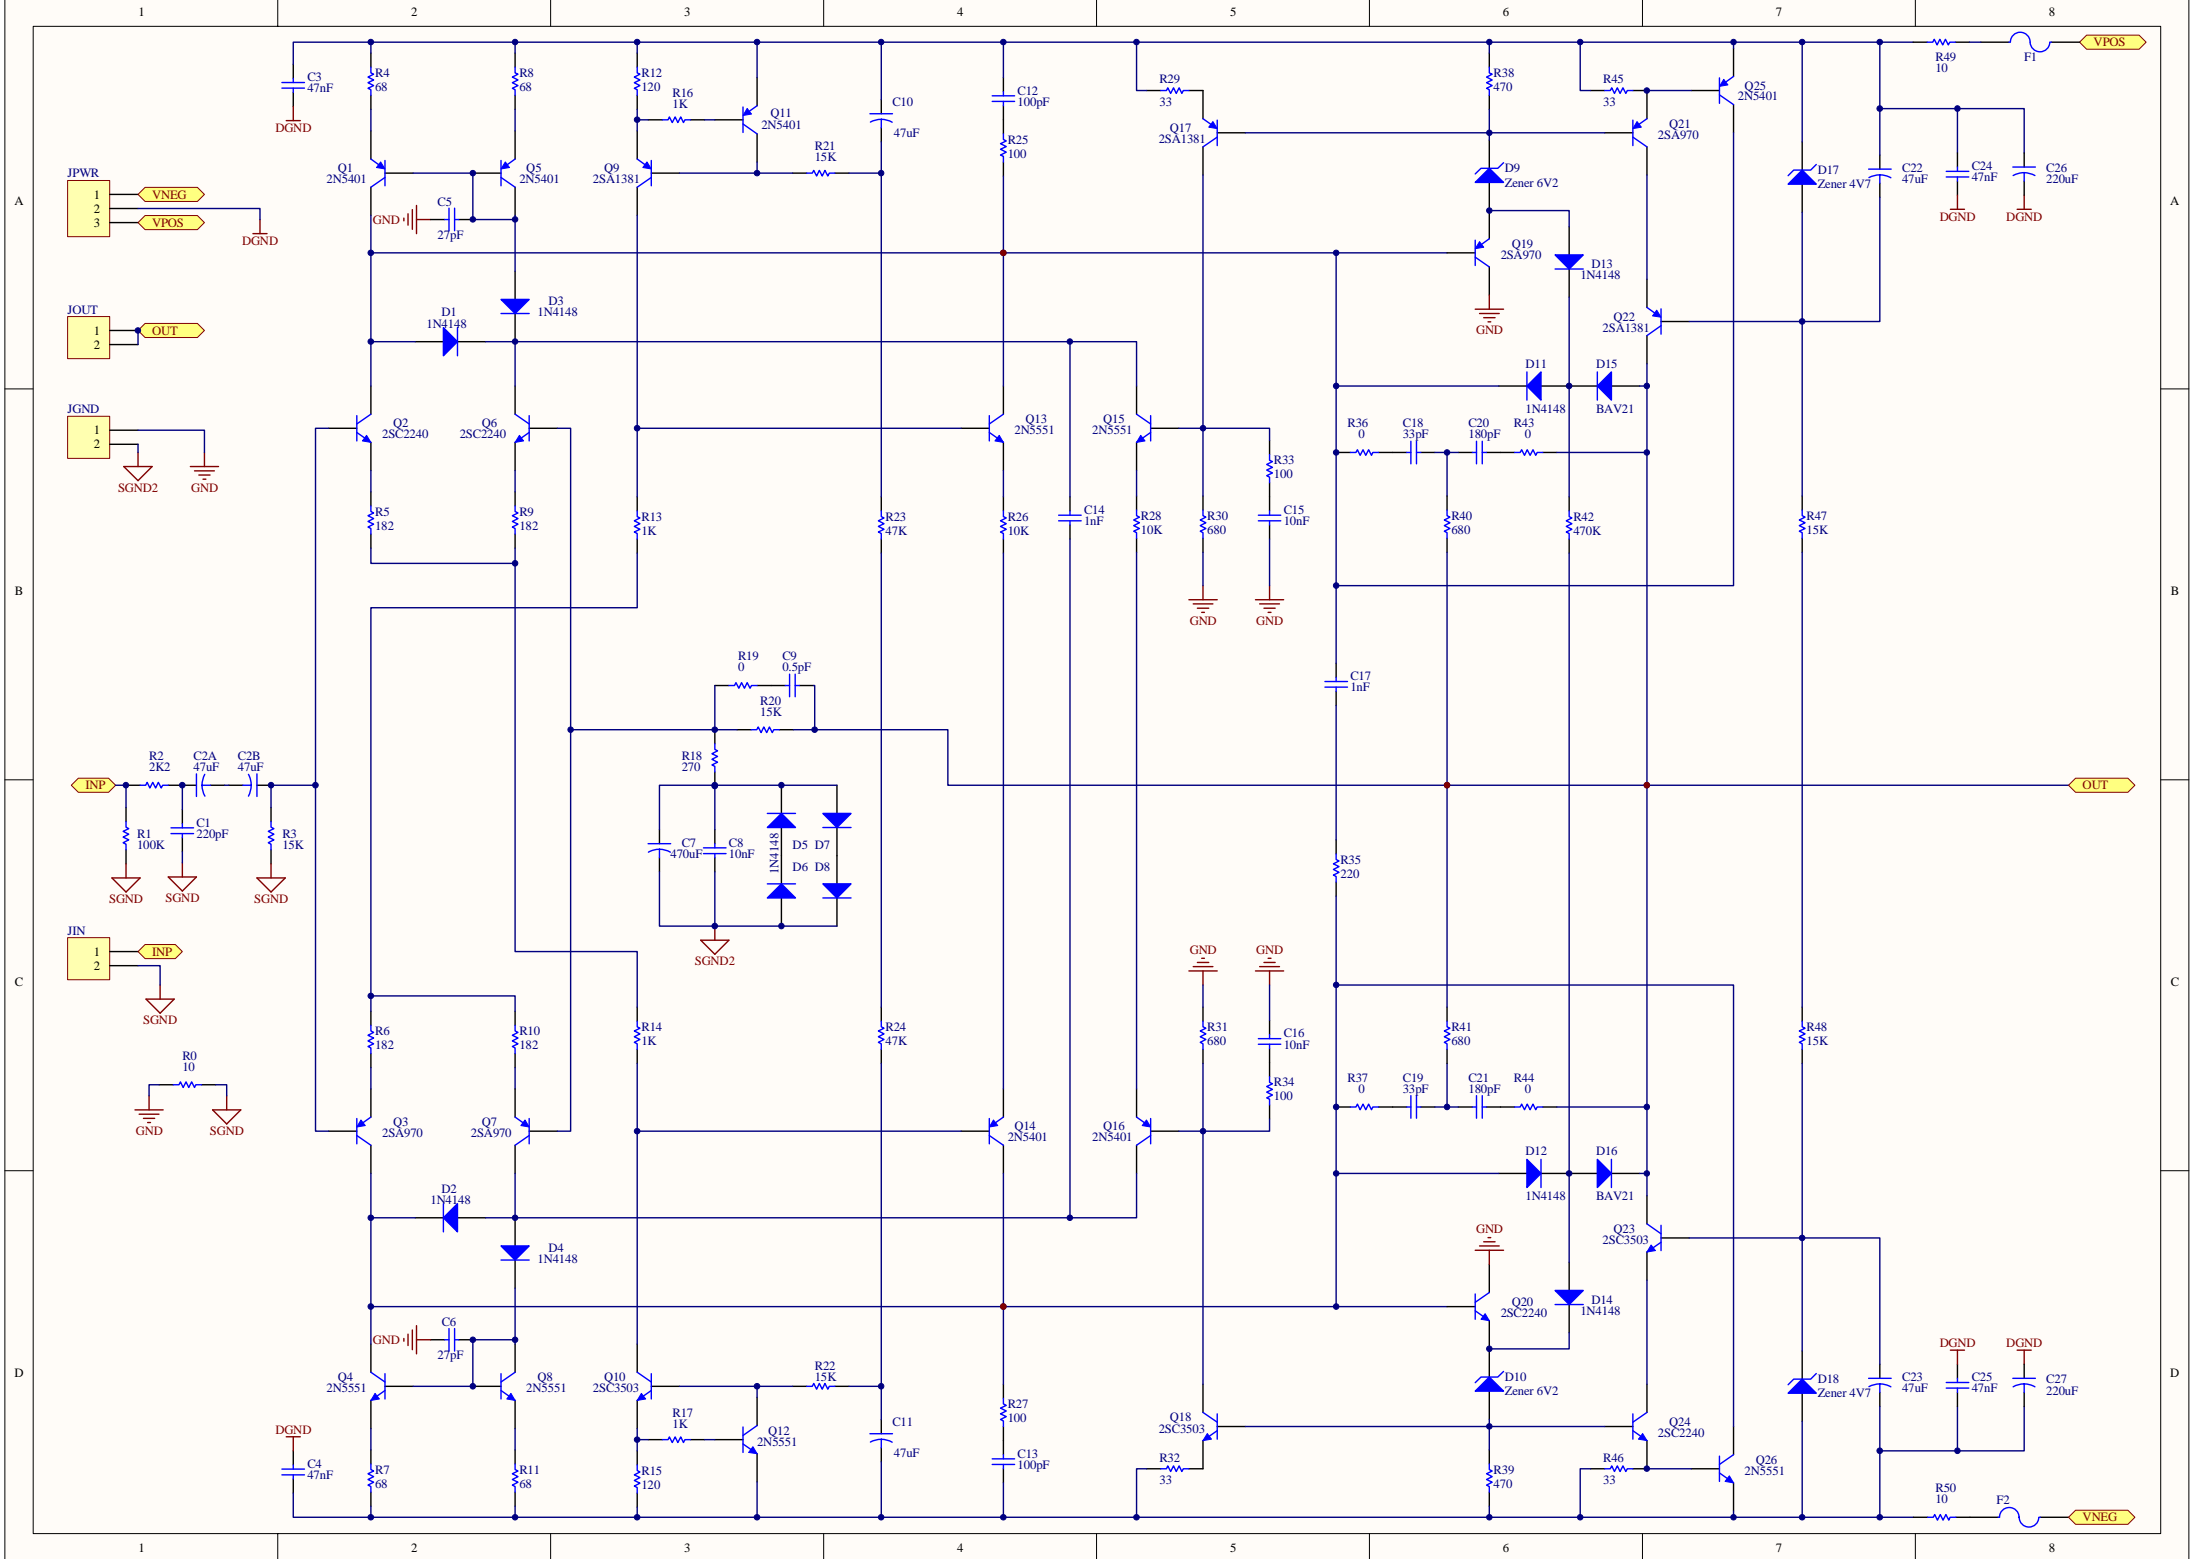 1 2 3 4 5 6 7 8
VPOS
F1
R49
10
C3
47nF
DGND
R4
68
R8
68
R12
120
R16
1K
Q11
2N5401
C10
47uF
C12
100pF
R25
100
R29
33
Q17
2SA1381
R38
470
R45
33
Q25
2N5401
Q21
2SA970
Q1
2N5401
Q5
2N5401
Q9
2SA1381
R21
15K
D9
Zener 6V2
D17
Zener 4V7
C22
47uF
C24
47nF
C26
220uF
DGND
DGND
A
A
JPWR
1 VNEG
2
3 VPOS
DGND
GND
C5
27pF
Q19
2SA970
D13
1N4148
GND
JOUT
1 OUT
2
D1
1N4148
D3
1N4148
Q22
2SA1381
D11
1N4148
D15
BAV21
JGND
1
2
SGND2
GND
Q2
2SC2240
Q6
2SC2240
Q13
2N5551
Q15
2N5551
R33
100
R36
0
C18
33pF
C20
180pF
R43
0
R5
182
R9
182
R13
1K
R23
47K
R26
10K
C14
1nF
R28
10K
R30
680
C15
10nF
R40
680
R42
470K
R47
15K
GND
GND
B
B
R19
0
C9
0.5pF
R20
15K
C17
1nF
R18
270
INP
R2
2K2
C2A
47uF
C2B
47uF
OUT
R1
100K
C1
220pF
R3
15K
SGND
SGND
SGND
C7
470uF
C8
10nF
1N4148
D5 D7
D6 D8
SGND2
R35
220
JIN
1 INP
2
SGND
GND
GND
C
C
R6
182
R10
182
R14
1K
R24
47K
R31
680
C16
10nF
R34
100
R41
680
R48
15K
R0
10
GND
SGND
R37
0
C19
33pF
C21
180pF
R44
0
Q3
2SA970
Q7
2SA970
Q14
2N5401
Q16
2N5401
D12
1N4148
D16
BAV21
D2
1N4148
D4
1N4148
GND
Q23
2SC3503
Q20
2SC2240
D14
1N4148
GND
C6
27pF
Q4
2N5551
Q8
2N5551
Q10
2SC3503
R22
15K
D10
Zener 6V2
D18
Zener 4V7
C23
47uF
C25
47nF
C27
220uF
DGND
DGND
D
D
R17
1K
Q12
2N5551
C11
47uF
R27
100
C13
100pF
Q18
2SC3503
R32
33
Q24
2SC2240
R46
33
Q26
2N5551
DGND
C4
47nF
R7
68
R11
68
R15
120
R39
470
R50
10
F2
VNEG
1 2 3 4 5 6 7 8